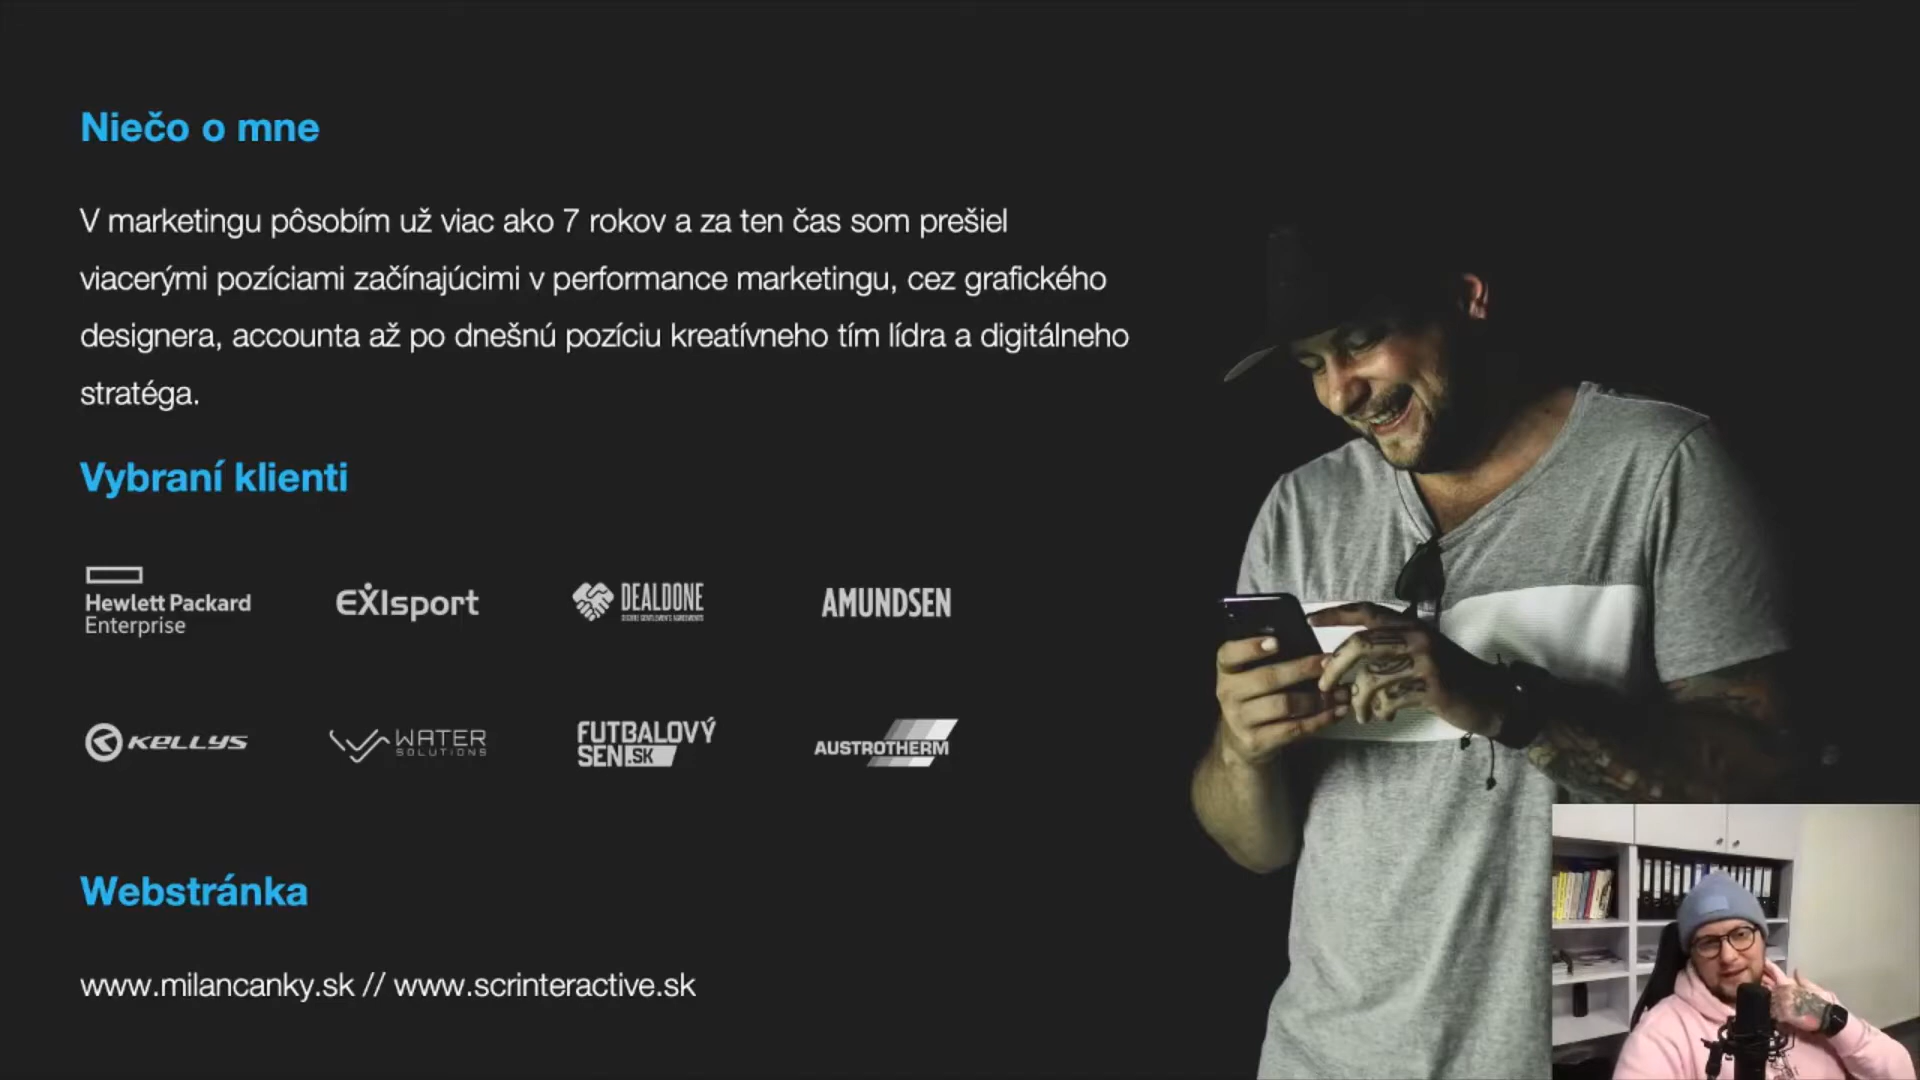 Niečo o mne
V marketingu pôsobím už viac ako 7 rokov a za ten čas som prešiel
viacerými pozíciami začínajúcimi v performance marketingu, cez grafického
designera, accounta až po dnešnú pozíciu kreatívneho tím lídra a digitálneho
stratéga.
Vybraní klienti
Hewlett Packard
Enterprise
EXIsport
DEALDONE
AMUNDSEN
KELLYS
WATER
SOLUTIONS
FUTBALOVÝ
SEN.SK
AUSTROTHERM
Webstránka
www.milancanky.sk // www.scrinteractive.sk